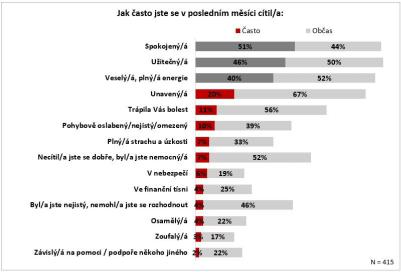 Jak často jste se v posledním měsíci cítil/a:
Často Občas
Spokojený/á 51% 44%
Užitečný/á 46% 50%
Veselý/á, plný/á energie 40% 52%
Unavený/á 20% 67%
Trápila Vás bolest 11% 56%
Pohybově oslabený/nejistý/omezený 10% 39%
Plný/á strachu a úzkosti 7% 33%
Necítil/a jste se dobře, byl/a jste nemocný/á 7% 52%
V nebezpečí 6% 19%
Ve finanční tísni 4% 25%
Byl/a jste nejistý, nemohl/a jste se rozhodnout 4% 46%
Osamělý/á 4% 22%
Zoufalý/á 3% 17%
Závislý/á na pomoci / podpoře někoho jiného 2% 22%
N = 415